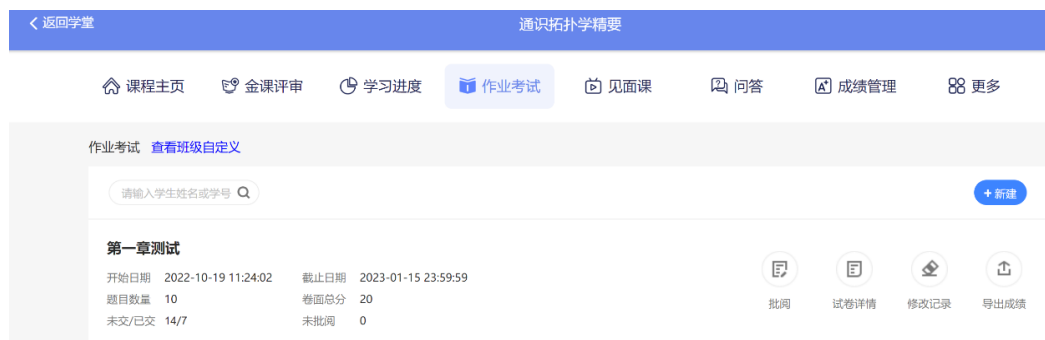 返回学堂 通识拓扑学精要
课程主页 金课评审 学习进度 作业考试 见面课 问答 成绩管理 更多
作业考试 查看班级自定义
请输入学生姓名或学号 +新建
第一章测试
开始日期 2022-10-19 11:24:02 截止日期 2023-01-15 23:59:59
题目数量 10 卷面总分 20
未交/已交 14/7 未批阅 0
批阅 试卷详情 修改记录 导出成绩